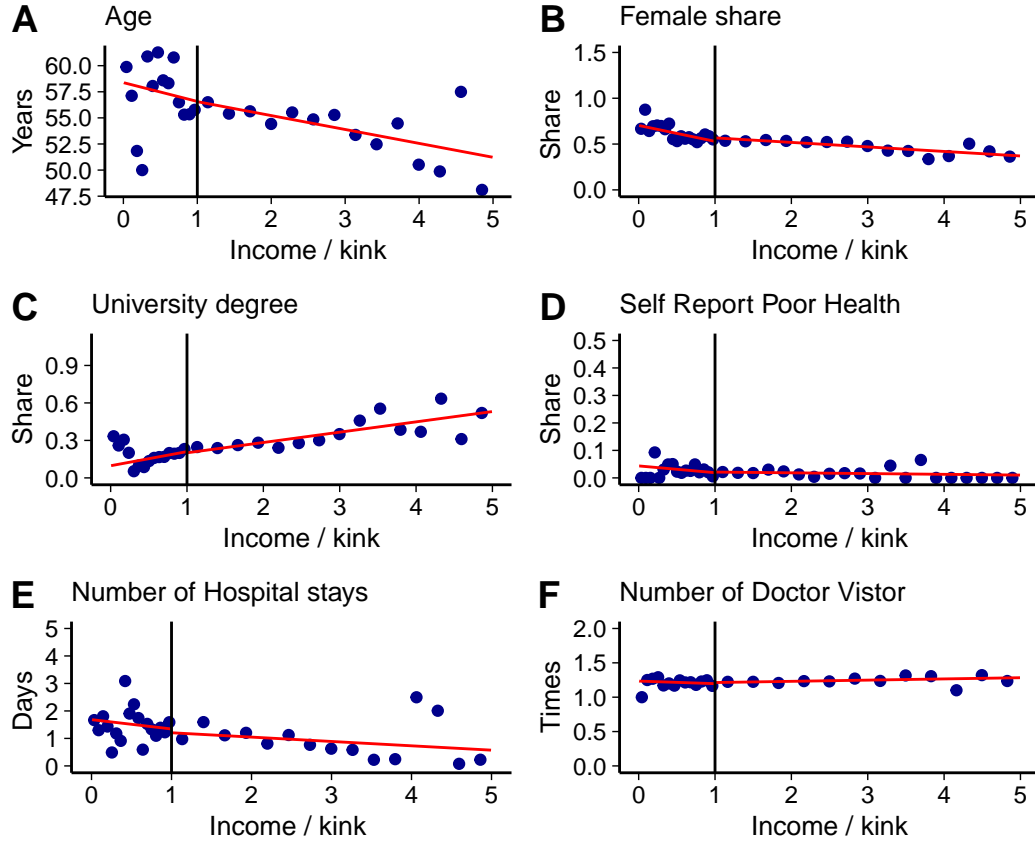 A Age
Years
60.0
57.5
55.0
52.5
50.0
47.5
0 1 2 3 4 5
Income / kink
B Female share
Share
1.5
1.0
0.5
0.0
0 1 2 3 4 5
Income / kink
C University degree
Share
0.9
0.6
0.3
0.0
0 1 2 3 4 5
Income / kink
D Self Report Poor Health
Share
0.5
0.4
0.3
0.2
0.1
0.0
0 1 2 3 4 5
Income / kink
E Number of Hospital stays
Days
5
4
3
2
1
0
0 1 2 3 4 5
Income / kink
F Number of Doctor Vistor
Times
2.0
1.5
1.0
0.5
0.0
0 1 2 3 4 5
Income / kink